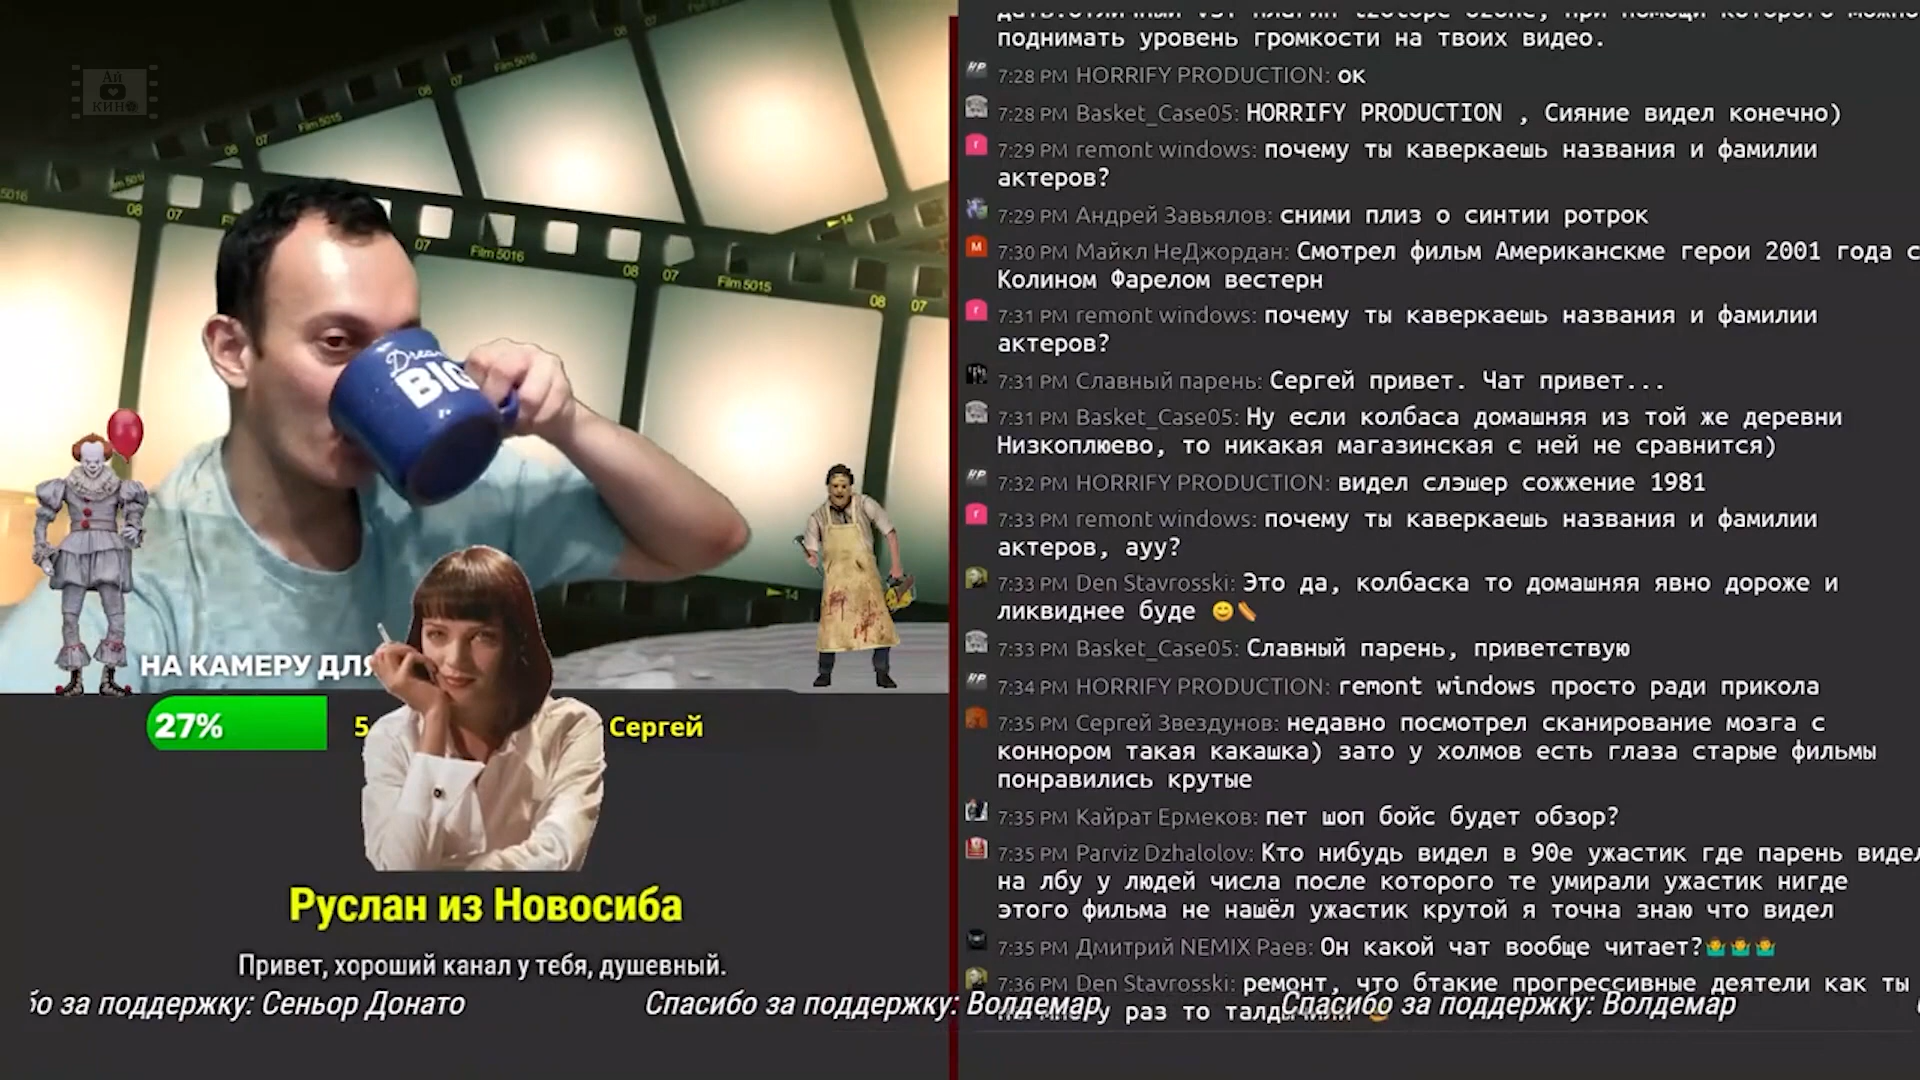 Ай
КИНО
Film 5015
Film 5016
Film 5015
Dream
BIG
НА КАМЕРУ ДЛЯ
27%
5
Сергей
Руслан из Новосиба
Привет, хороший канал у тебя, душевный.
о за поддержку: Сеньор Донато
Спасибо за поддержку: Волдемар
Спасибо за поддержку: Волдемар
поднимать уровень громкости на твоих видео.
7:28 PM HORRIFY PRODUCTION: ок
7:28 PM Basket_Case05: HORRIFY PRODUCTION , Сияние видел конечно)
7:29 PM remont windows: почему ты каверкаешь названия и фамилии
актеров?
7:29 PM Андрей Завьялов: сними плиз о синтии ротрок
7:30 PM Майкл НеДжордан: Смотрел фильм Американскме герои 2001 года с
Колином Фарелом вестерн
7:31 PM remont windows: почему ты каверкаешь названия и фамилии
актеров?
7:31 PM Славный парень: Сергей привет. Чат привет...
7:31 PM Basket_Case05: Ну если колбаса домашняя из той же деревни
Низкоплюево, то никакая магазинская с ней не сравнится)
7:32 PM HORRIFY PRODUCTION: видел слэшер сожжение 1981
7:33 PM remont windows: почему ты каверкаешь названия и фамилии
актеров, ауу?
7:33 PM Den Stavrosski: Это да, колбаска то домашняя явно дороже и
ликвиднее буде 😊🌭
7:33 PM Basket_Case05: Славный парень, приветствую
7:34 PM HORRIFY PRODUCTION: remont windows просто ради прикола
7:35 PM Сергей Звездунов: недавно посмотрел сканирование мозга с
коннором такая какашка) зато у холмов есть глаза старые фильмы
понравились крутые
7:35 PM Кайрат Ермеков: пет шоп бойс будет обзор?
7:35 PM Parviz Dzhalolov: Кто нибудь видел в 90е ужастик где парень видел
на лбу у людей числа после которого те умирали ужастик нигде
этого фильма не нашёл ужастик крутой я точна знаю что видел
7:35 PM Дмитрий NEMIX Раев: Он какой чат вообще читает?🤷‍♂️🤷‍♂️🤷‍♂️
7:36 PM Den Stavrosski: ремонт, что бтакие прогрессивные деятели как ты
раз то